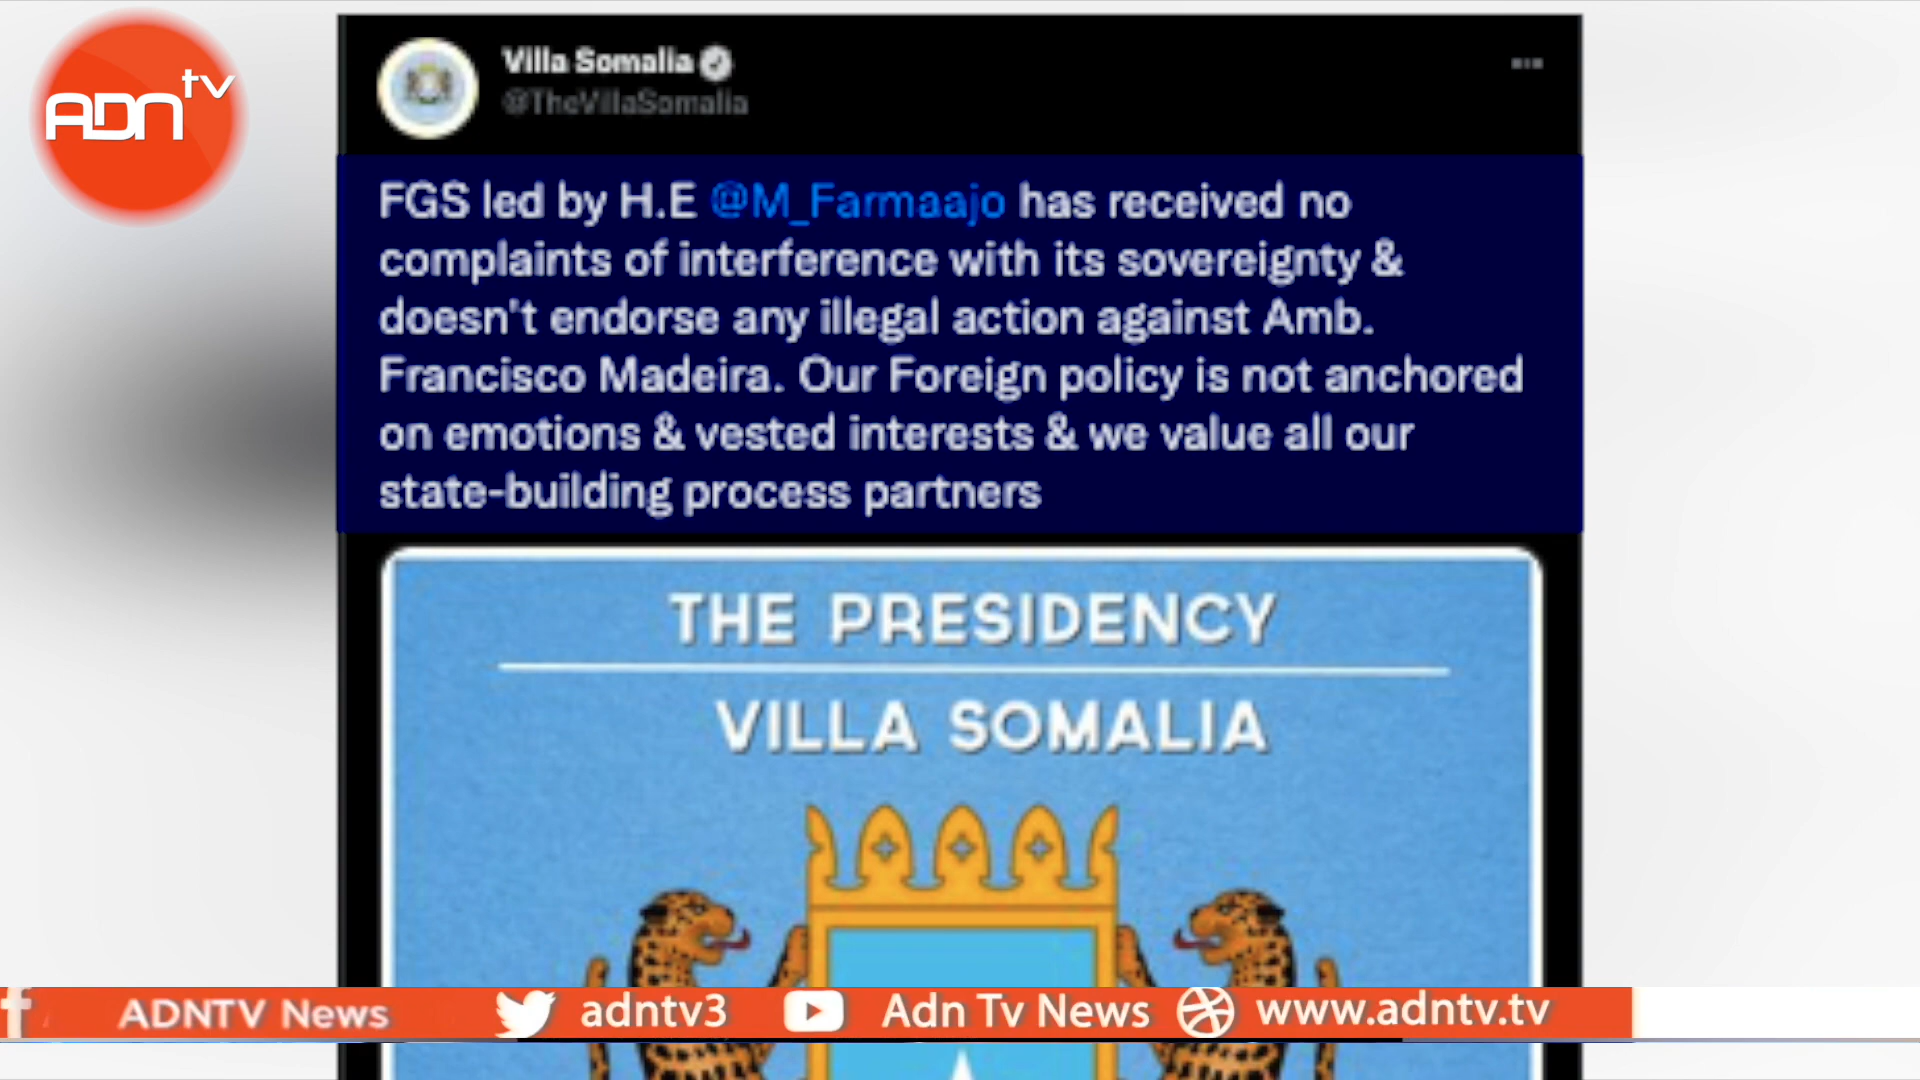 ADN tv
Villa Somalia
@TheVillaSomalia
FGS led by H.E @M_Farmaajo has received no
complaints of interference with its sovereignty &
doesn't endorse any illegal action against Amb.
Francisco Madeira. Our Foreign policy is not anchored
on emotions & vested interests & we value all our
state-building process partners
THE PRESIDENCY
VILLA SOMALIA
ADNTV News
adntv3
Adn Tv News
www.adntv.tv